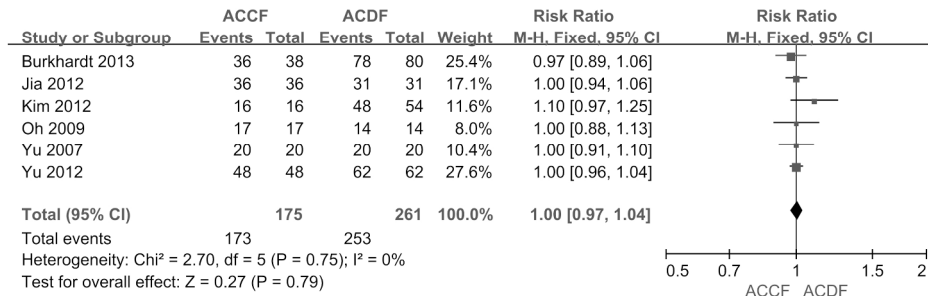 ACCF ACDF Risk Ratio Risk Ratio
Study or Subgroup Events Total Events Total Weight M-H, Fixed, 95% CI M-H, Fixed, 95% CI
Burkhardt 2013 36 38 78 80 25.4% 0.97 [0.89, 1.06]
Jia 2012 36 36 31 31 17.1% 1.00 [0.94, 1.06]
Kim 2012 16 16 48 54 11.6% 1.10 [0.97, 1.25]
Oh 2009 17 17 14 14 8.0% 1.00 [0.88, 1.13]
Yu 2007 20 20 20 20 10.4% 1.00 [0.91, 1.10]
Yu 2012 48 48 62 62 27.6% 1.00 [0.96, 1.04]
Total (95% CI) 175 261 100.0% 1.00 [0.97, 1.04]
Total events 173 253
Heterogeneity: Chi² = 2.70, df = 5 (P = 0.75); I² = 0%
Test for overall effect: Z = 0.27 (P = 0.79)
0.5 0.7 1 1.5 2
ACCF ACDF